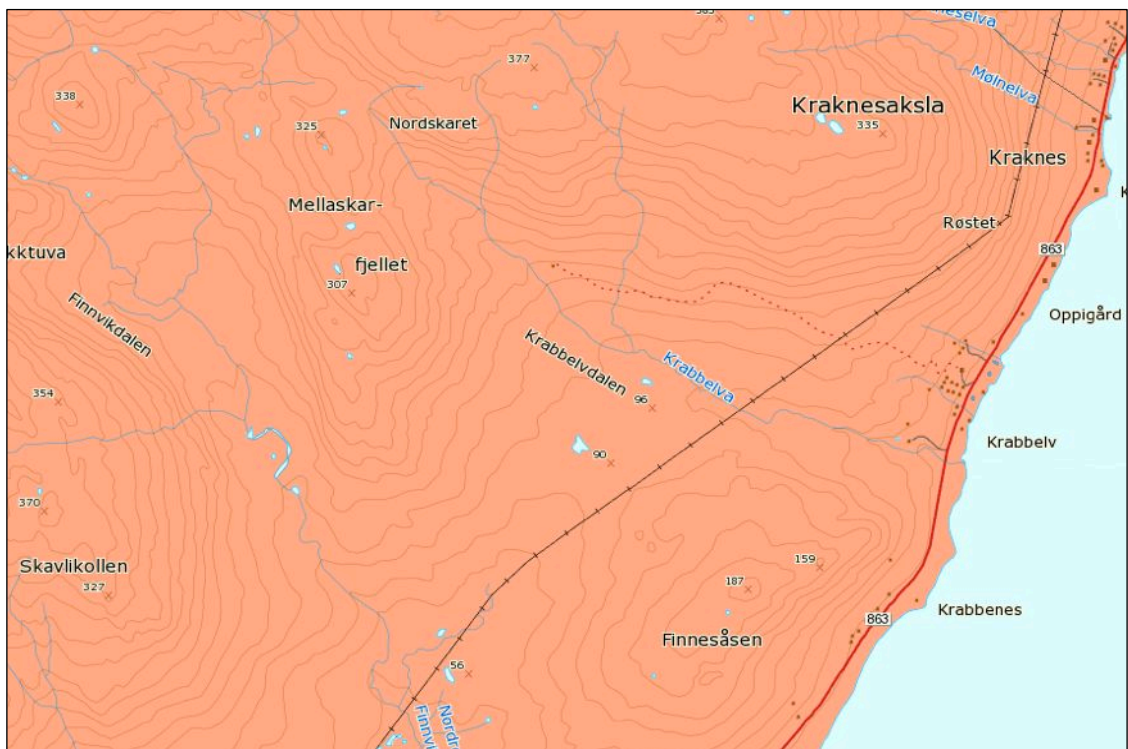 377
Mølnelva
338
325
Nordskaret
Kraknesaksla
335
Kraknes
Mellaskar-
Røstet
kktuva
fjellet
863
307
Finnvikdalen
Oppigård
Krabbelvdalen
Krabbelva
354
96
Krabbelv
90
370
159
Skavlikollen
187
327
Krabbenes
863
Finnesåsen
56